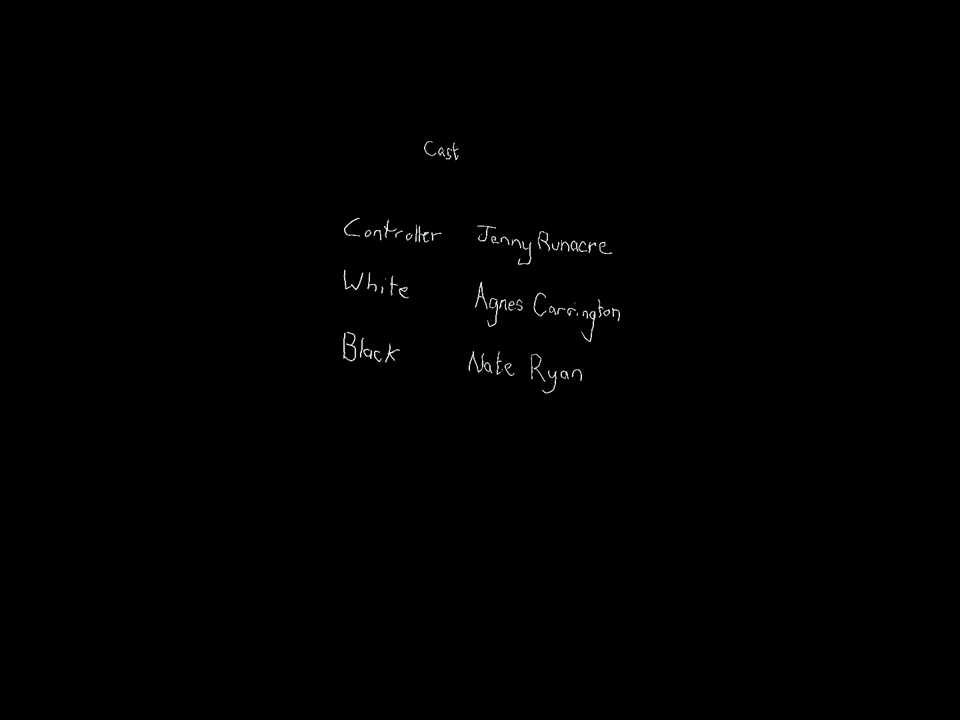 Cast
Controller Jenny Runacre
White Agnes Carrington
Black Nate Ryan